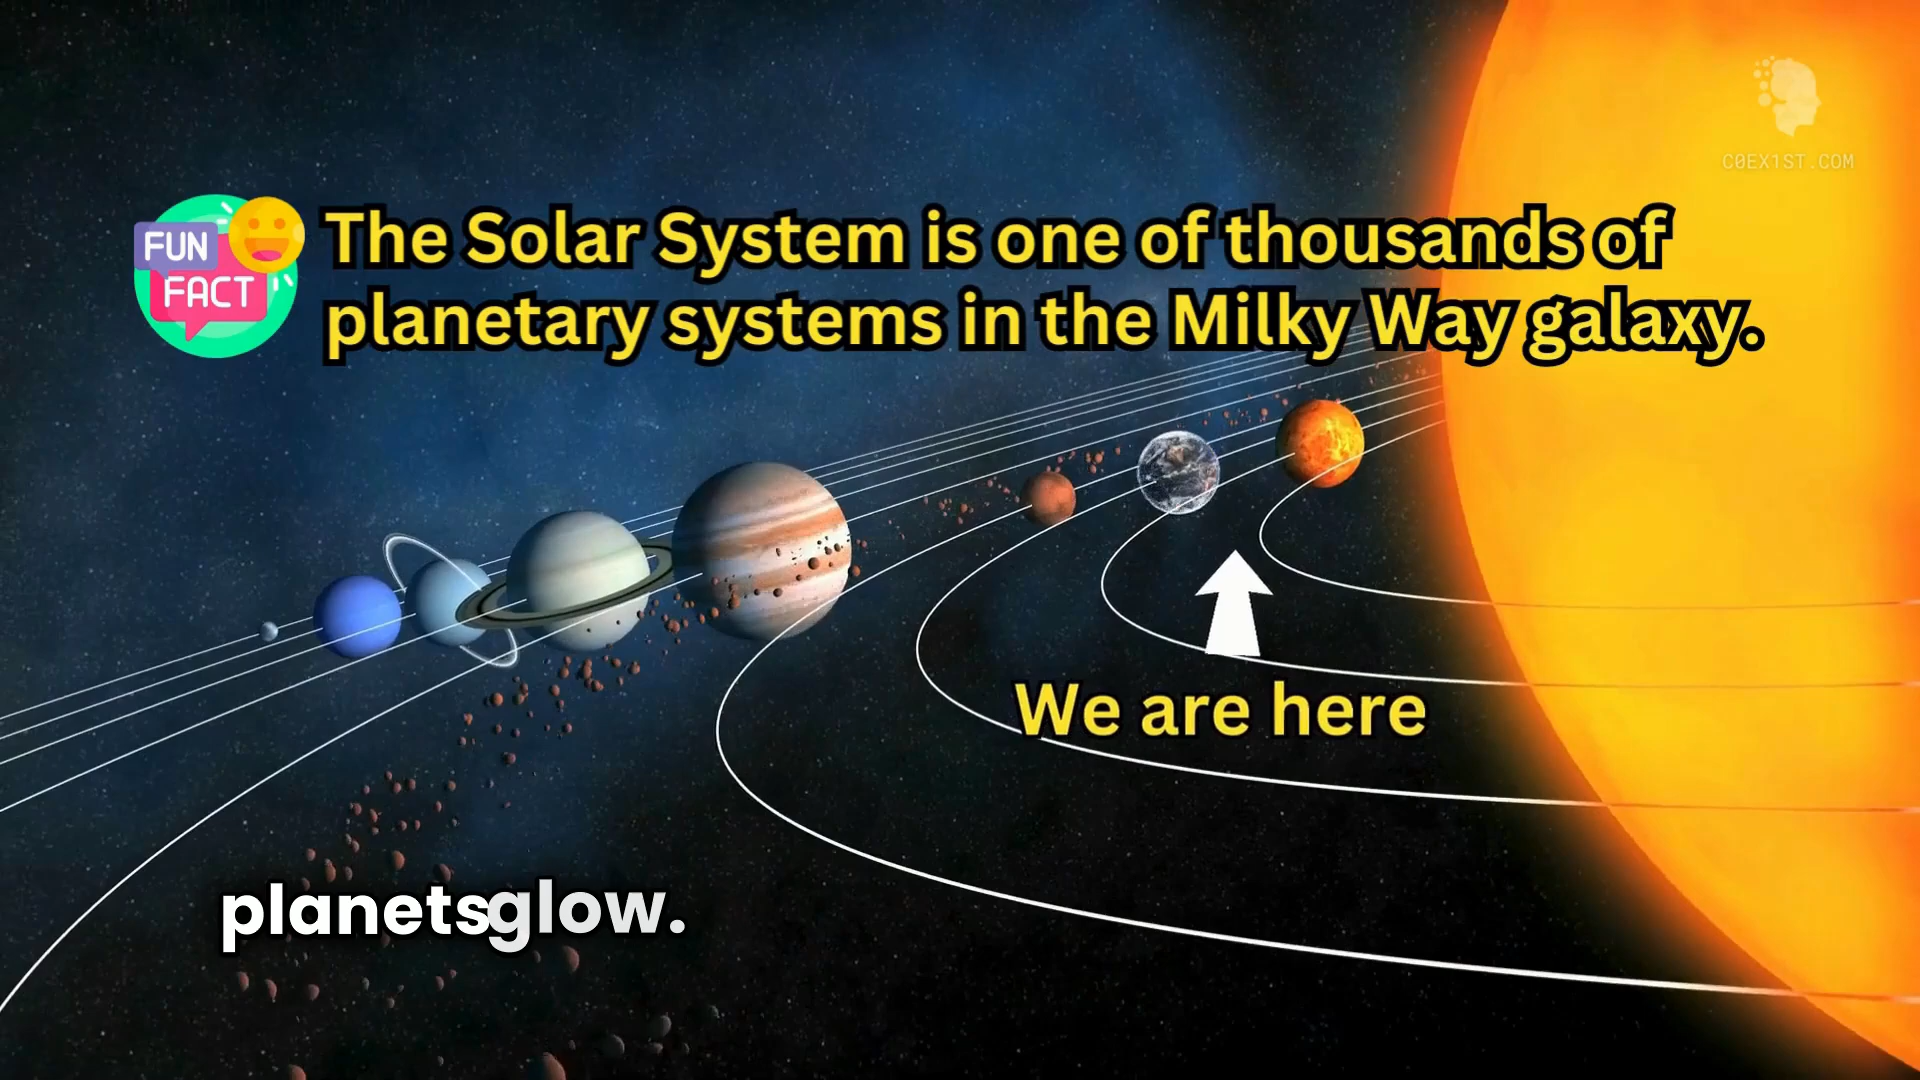 C0EX1ST.COM
FUN
FACT
The Solar System is one of thousands of
planetary systems in the Milky Way galaxy.
We are here
planetsglow.